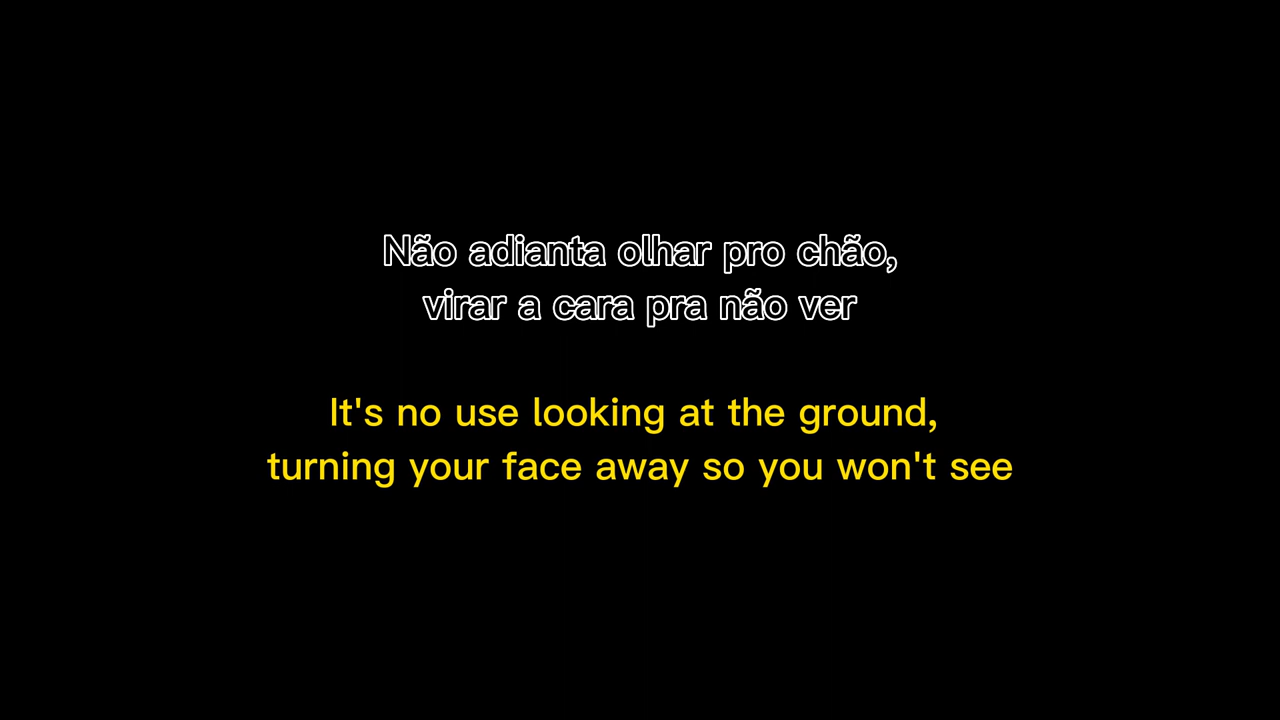 Não adianta olhar pro chão,
virar a cara pra não ver
It's no use looking at the ground,
turning your face away so you won't see